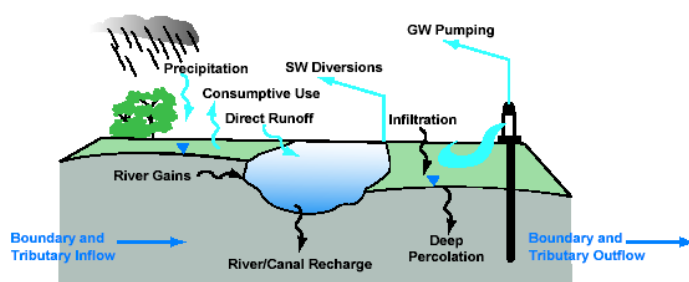 GW Pumping
Precipitation
SW Diversions
Consumptive Use
Direct Runoff
Infiltration
River Gains
Boundary and
Tributary Inflow
River/Canal Recharge
Deep
Percolation
Boundary and
Tributary Outflow